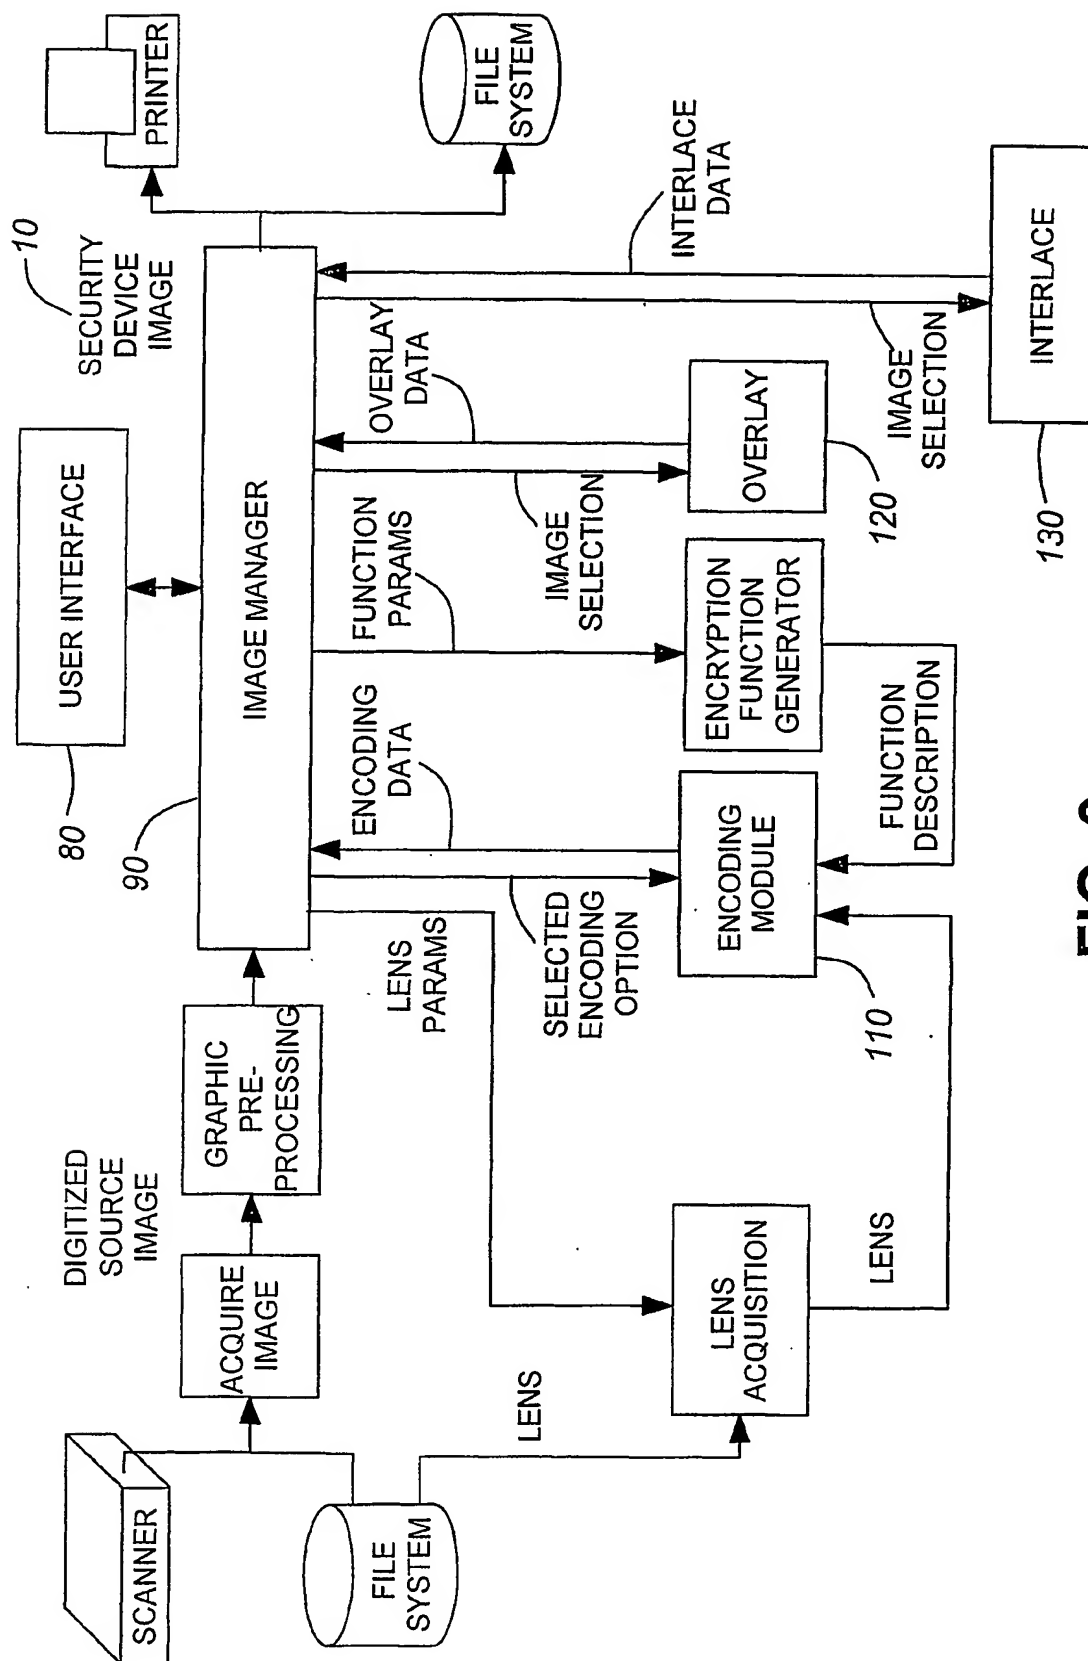 SCANNER
FILE
SYSTEM
DIGITIZED
SOURCE
IMAGE
ACQUIRE
IMAGE
GRAPHIC
PRE-
PROCESSING
80
USER INTERFACE
90
IMAGE MANAGER
10
SECURITY
DEVICE
IMAGE
PRINTER
FILE
SYSTEM
LENS
LENS
PARAMS
SELECTED
ENCODING
OPTION
ENCODING
DATA
FUNCTION
PARAMS
IMAGE
SELECTION
OVERLAY
DATA
INTERLACE
DATA
LENS
ACQUISITION
LENS
ENCODING
MODULE
110
ENCRYPTION
FUNCTION
GENERATOR
FUNCTION
DESCRIPTION
OVERLAY
120
IMAGE
SELECTION
INTERLACE
130
FIG.